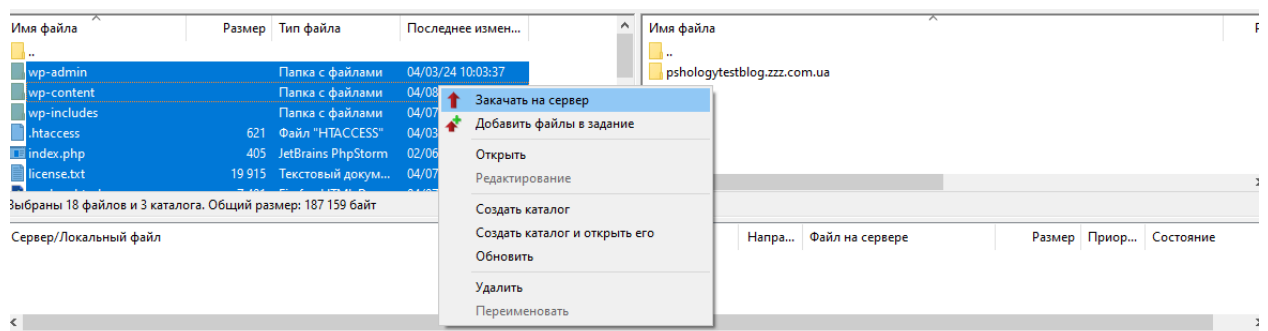 Имя файла Размер Тип файла Последнее измен...
..
wp-admin Папка с файлами 04/03/24 10:03:37
wp-content Папка с файлами 04/08
wp-includes Папка с файлами 04/07
.htaccess 621 Файл "HTACCESS" 04/03
index.php 405 JetBrains PhpStorm 02/06
license.txt 19 915 Текстовый докум... 04/07
Выбраны 18 файлов и 3 каталога. Общий размер: 187 159 байт
Имя файла
..
pshologytestblog.zzz.com.ua
Закачать на сервер
Добавить файлы в задание
Открыть
Редактирование
Создать каталог
Создать каталог и открыть его
Обновить
Удалить
Переименовать
Сервер/Локальный файл Напра... Файл на сервере Размер Приор... Состояние